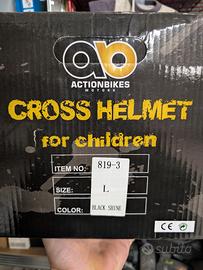 ACTIONBIKES
MOTORS
CROSS HELMET
for children
ITEM NO: 819-3
SIZE: L
COLOR: BLACK SHINE
CE
subito